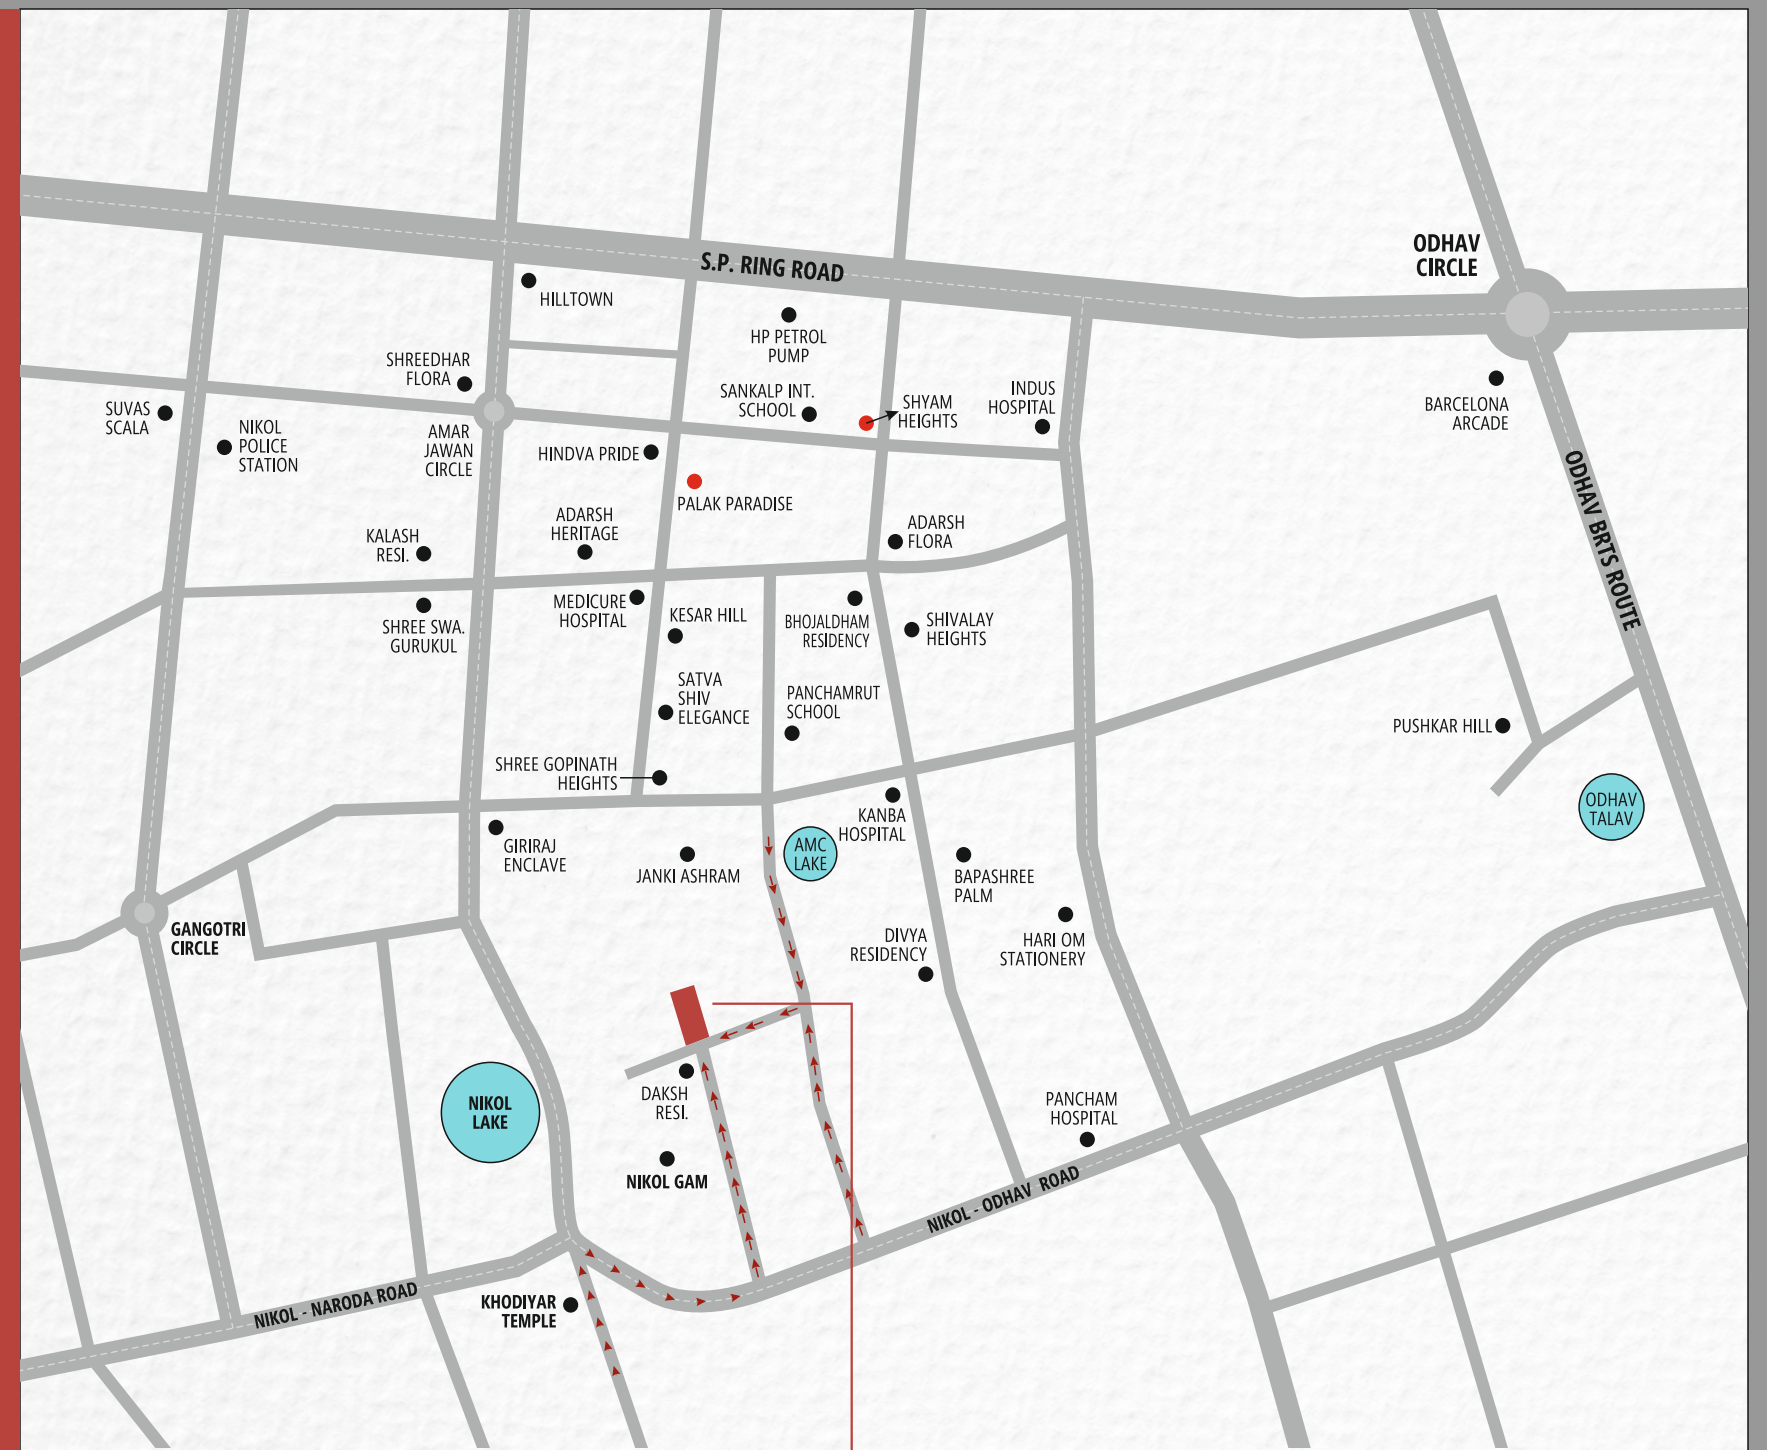 ODHAV
CIRCLE
S.P. RING ROAD
HILLTOWN
HP PETROL
PUMP
SHREEDHAR
FLORA
SANKALP INT.
SCHOOL
SHYAM
HEIGHTS
INDUS
HOSPITAL
BARCELONA
ARCADE
SUVAS
SCALA
NIKOL
POLICE
STATION
AMAR
JAWAN
CIRCLE
HINDVA PRIDE
PALAK PARADISE
ODHAV BRTS ROUTE
KALASH
RESI.
ADARSH
HERITAGE
ADARSH
FLORA
SHREE SWA.
GURUKUL
MEDICURE
HOSPITAL
KESAR HILL
BHOJALDHAM
RESIDENCY
SHIVALAY
HEIGHTS
SATVA
SHIV
ELEGANCE
PANCHAMRUT
SCHOOL
PUSHKAR HILL
SHREE GOPINATH
HEIGHTS
ODHAV
TALAV
KANBA
HOSPITAL
GIRIRAJ
ENCLAVE
JANKI ASHRAM
AMC
LAKE
BAPASHREE
PALM
GANGOTRI
CIRCLE
DIVYA
RESIDENCY
HARI OM
STATIONERY
NIKOL
LAKE
DAKSH
RESI.
PANCHAM
HOSPITAL
NIKOL GAM
NIKOL - ODHAV ROAD
NIKOL - NARODA ROAD
KHODIYAR
TEMPLE